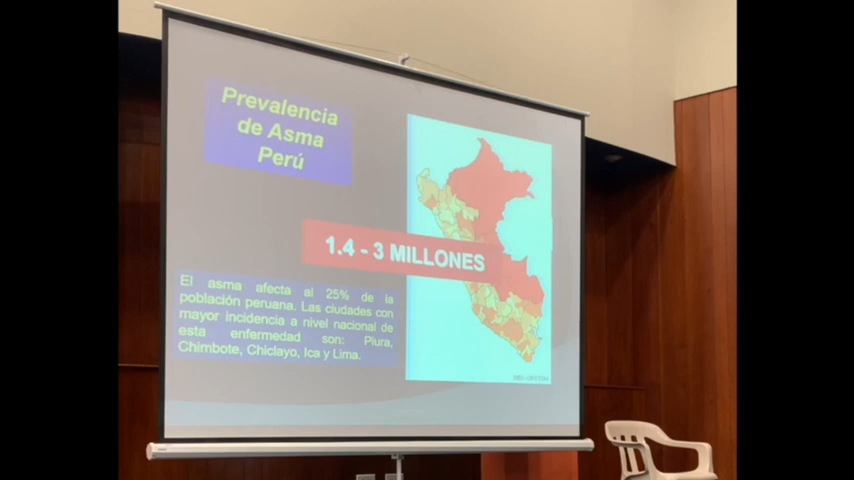 Prevalencia
de Asma
Perú
1.4 - 3 MILLONES
El asma afecta al 25% de la
población peruana. Las ciudades con
mayor incidencia a nivel nacional de
esta enfermedad son: Piura,
Chimbote, Chiclayo, Ica y Lima.